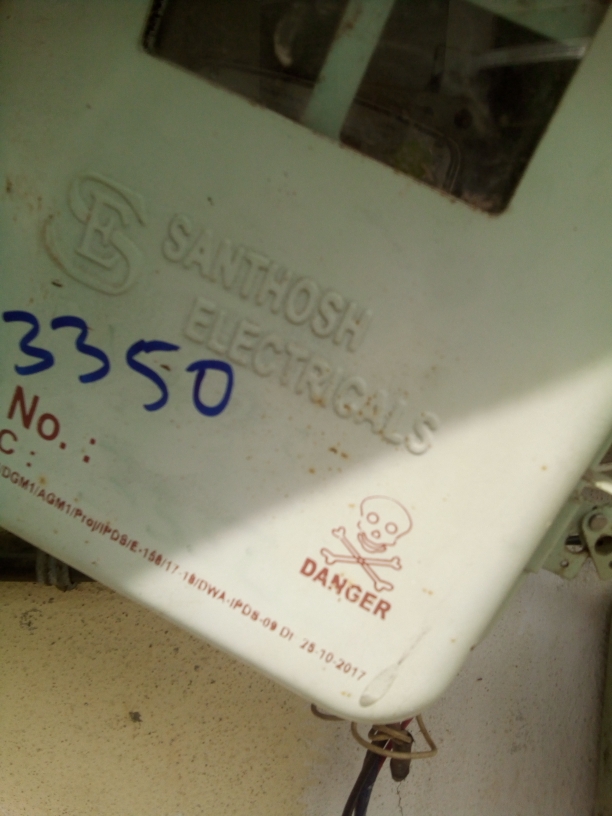 ES
SANTHOSH
ELECTRICALS
3350
No. :
C :
/DGM1/AGM1/Proj/IPDS/E-158/17-18/DWA-IPDS-09 Dt 25-10-2017
DANGER